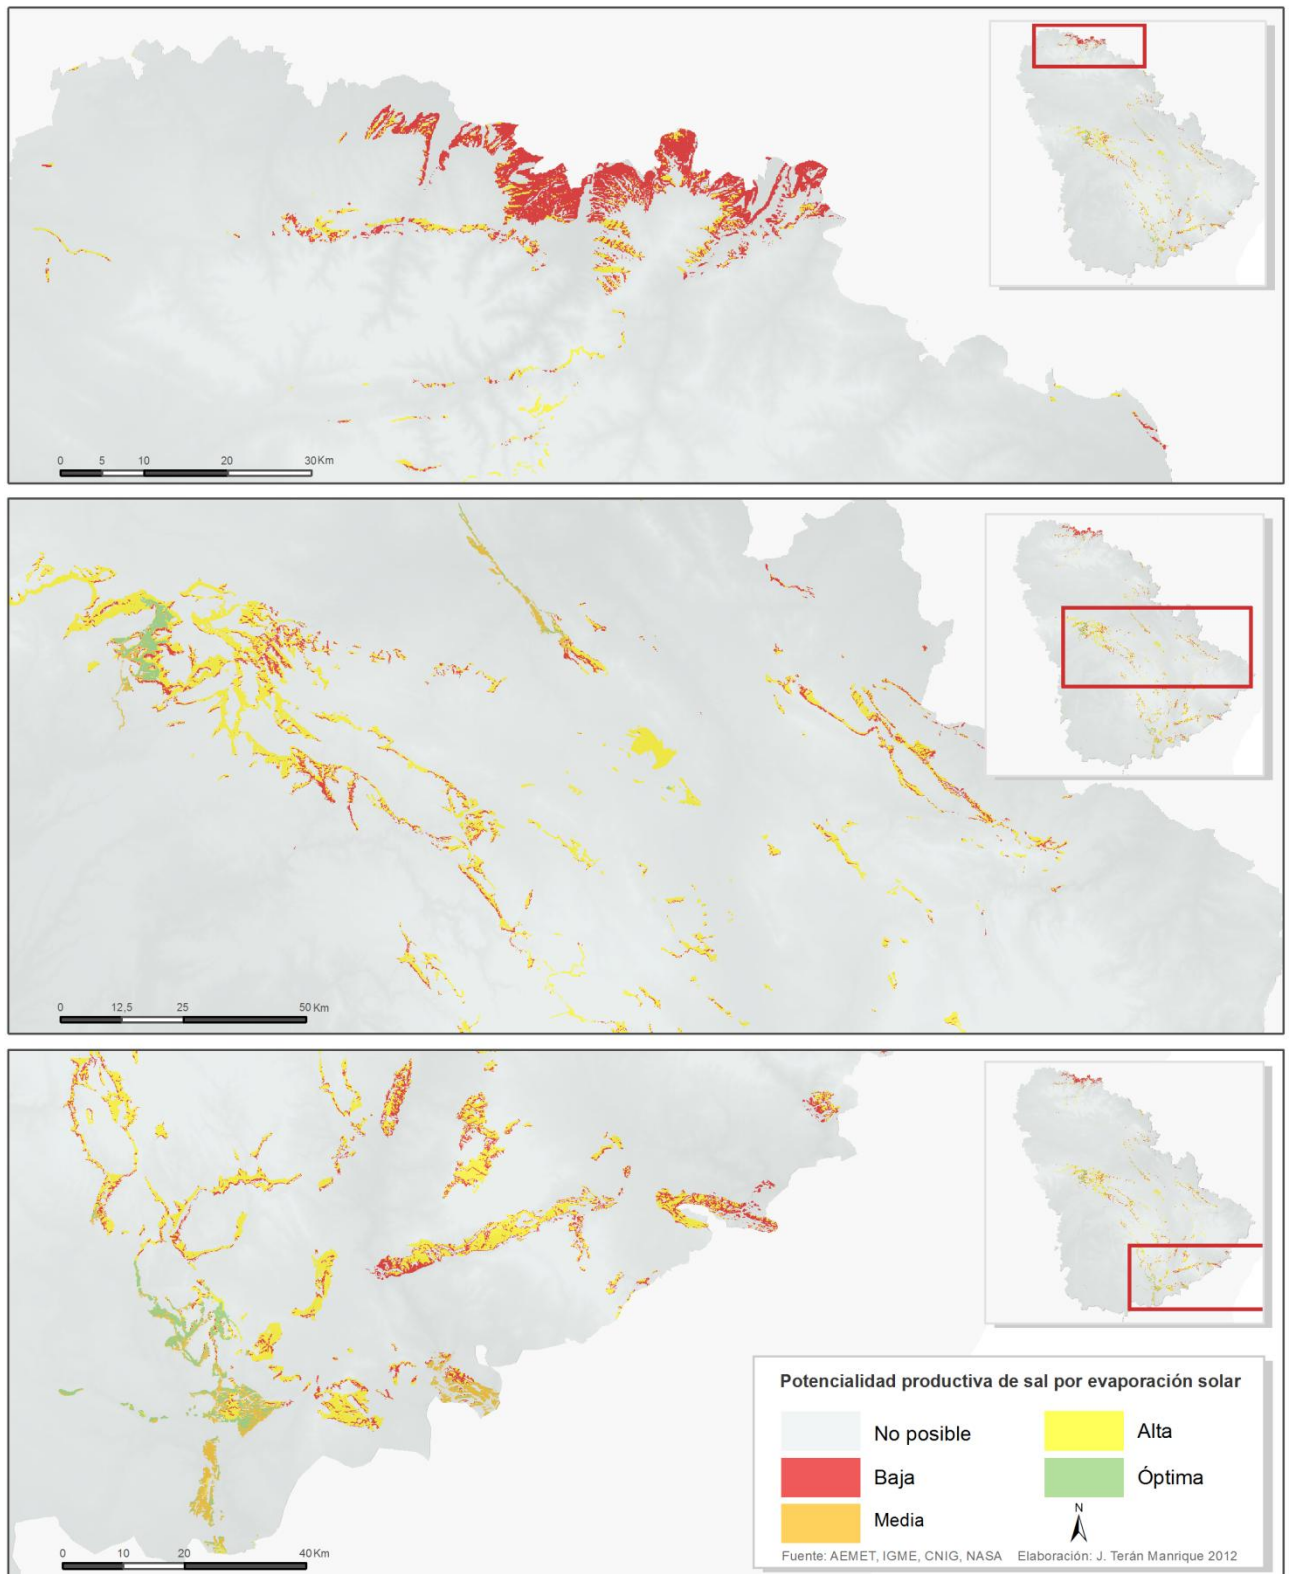 0 5 10 20 30 Km
0 12,5 25 50 Km
Potencialidad productiva de sal por evaporación solar
No posible
Alta
Baja
Óptima
Media
N
Fuente: AEMET, IGME, CNIG, NASA Elaboración: J. Terán Manrique 2012
0 10 20 40 Km